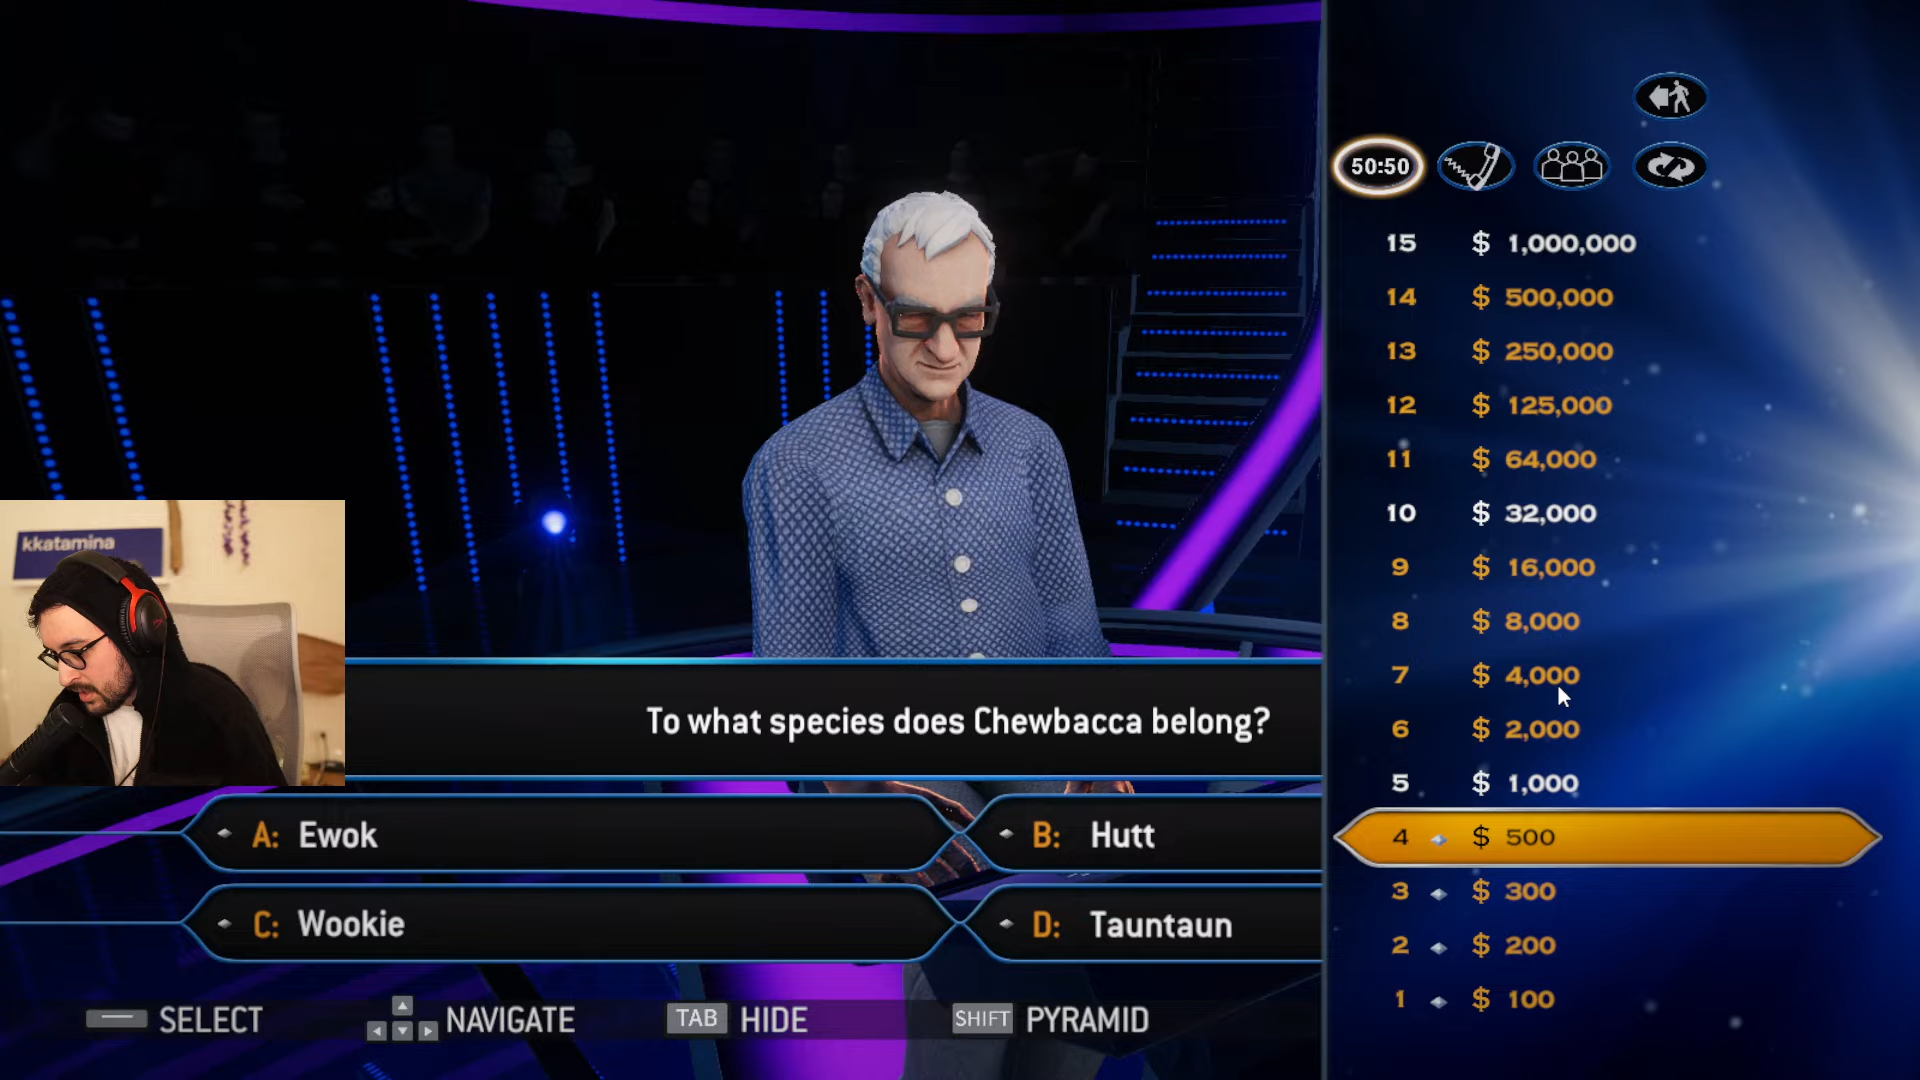 50:50
15 $ 1,000,000
14 $ 500,000
13 $ 250,000
12 $ 125,000
11 $ 64,000
10 $ 32,000
9 $ 16,000
8 $ 8,000
7 $ 4,000
6 $ 2,000
5 $ 1,000
4 $ 500
3 $ 300
2 $ 200
1 $ 100
kkatamina
To what species does Chewbacca belong?
A: Ewok
B: Hutt
C: Wookie
D: Tauntaun
SELECT
NAVIGATE
TAB HIDE
SHIFT PYRAMID